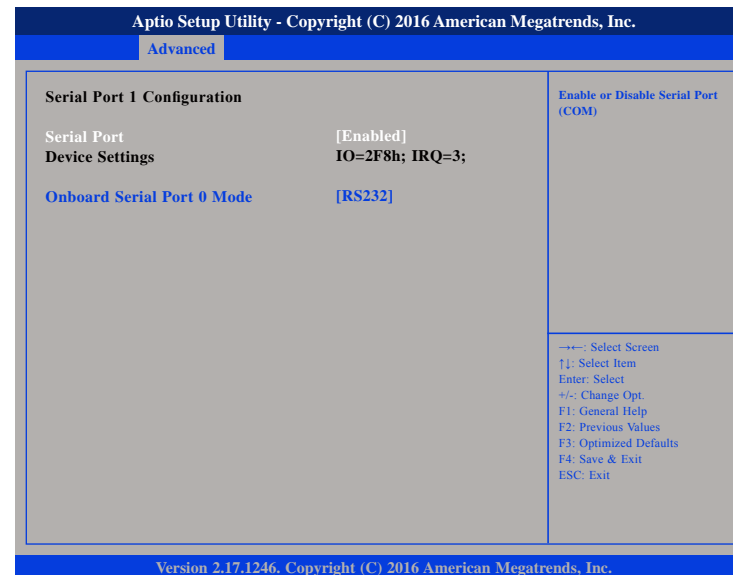 Aptio Setup Utility - Copyright (C) 2016 American Megatrends, Inc.
Advanced
Serial Port 1 Configuration
Serial Port [Enabled]
Device Settings IO=2F8h; IRQ=3;
Onboard Serial Port 0 Mode [RS232]
Enable or Disable Serial Port
(COM)
→←: Select Screen
↑↓: Select Item
Enter: Select
+/-: Change Opt.
F1: General Help
F2: Previous Values
F3: Optimized Defaults
F4: Save & Exit
ESC: Exit
Version 2.17.1246. Copyright (C) 2016 American Megatrends, Inc.